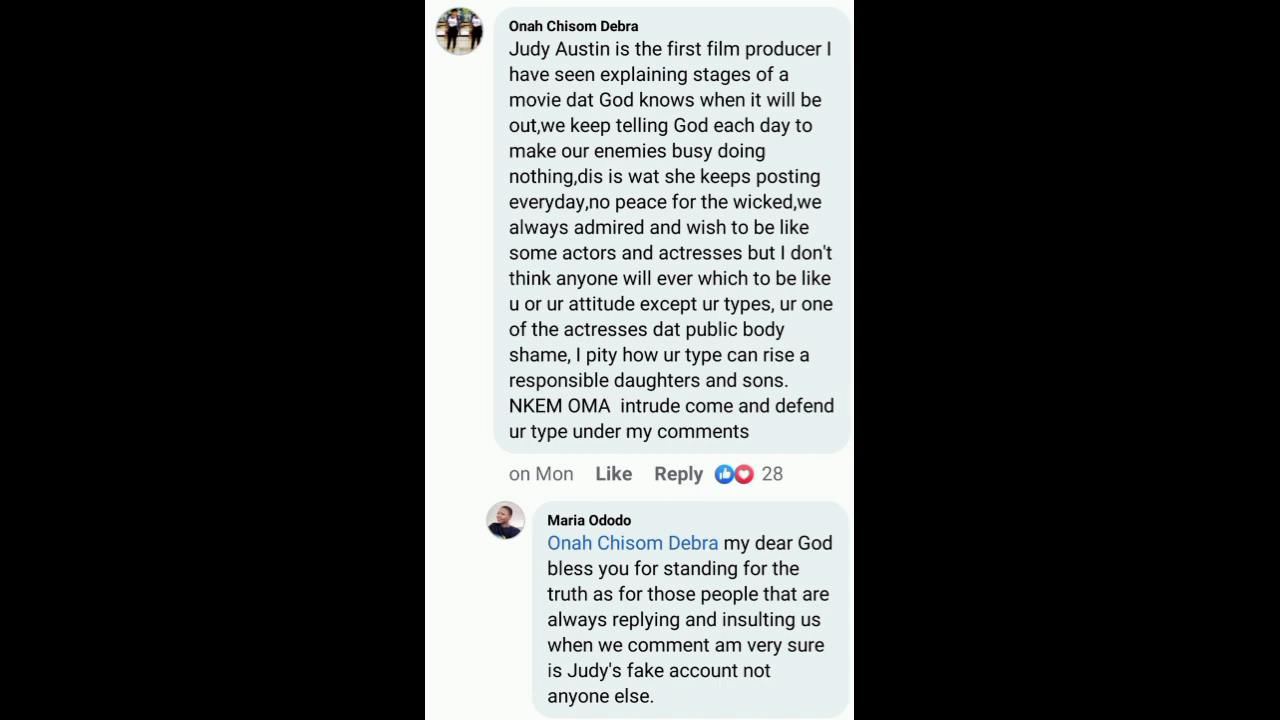 Onah Chisom Debra
Judy Austin is the first film producer I
have seen explaining stages of a
movie dat God knows when it will be
out,we keep telling God each day to
make our enemies busy doing
nothing,dis is wat she keeps posting
everyday,no peace for the wicked,we
always admired and wish to be like
some actors and actresses but I don't
think anyone will ever which to be like
u or ur attitude except ur types, ur one
of the actresses dat public body
shame, I pity how ur type can rise a
responsible daughters and sons.
NKEM OMA  intrude come and defend
ur type under my comments
on Mon Like Reply 28
Maria Ododo
Onah Chisom Debra my dear God
bless you for standing for the
truth as for those people that are
always replying and insulting us
when we comment am very sure
is Judy's fake account not
anyone else.